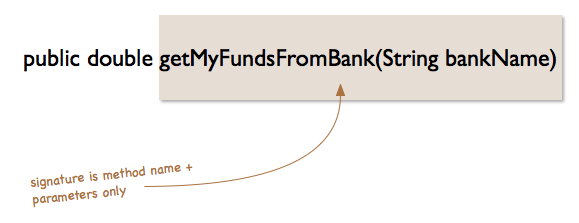 public double getMyFundsFromBank(String bankName)
signature is method name +
parameters only